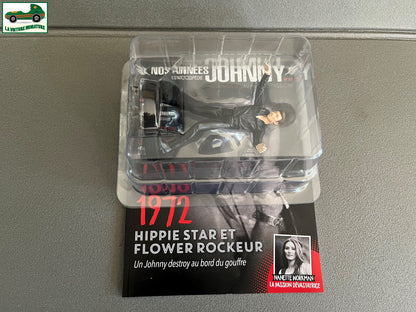 LA VOITURE MINIATURE
NOS ANNÉES
JOHNNY
1972
HIPPIE STAR ET
FLOWER ROCKEUR
Un Johnny destroy au bord du gouffre
NANETTE WORKMAN
LA PASSION DÉVASTATRICE